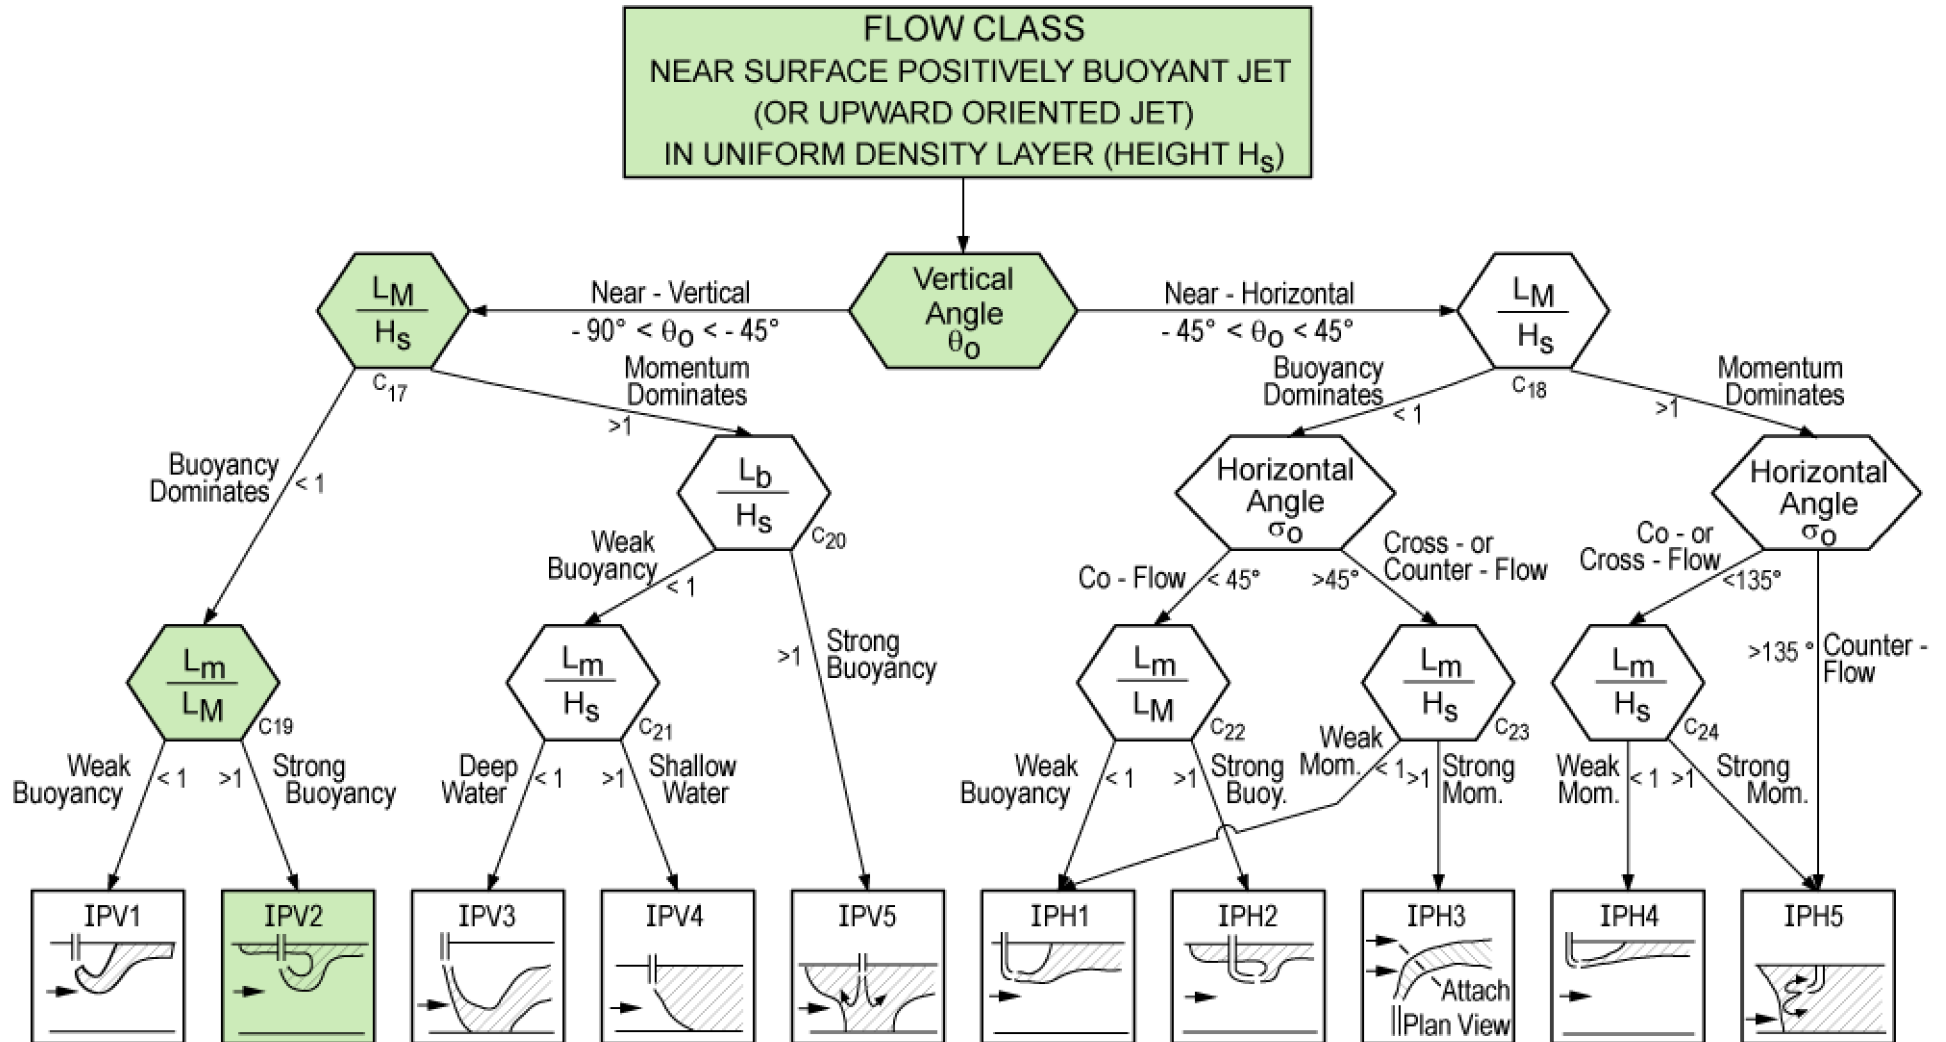 FLOW CLASS
NEAR SURFACE POSITIVELY BUOYANT JET
(OR UPWARD ORIENTED JET)
IN UNIFORM DENSITY LAYER (HEIGHT Hs)
LM
Hs
C17
Near - Vertical
- 90° < θo < - 45°
Vertical
Angle
θo
Near - Horizontal
- 45° < θo < 45°
LM
Hs
C18
Momentum
Dominates
>1
Buoyancy
Dominates
< 1
Momentum
Dominates
>1
Buoyancy
Dominates
< 1
Lb
Hs
C20
Horizontal
Angle
σo
Horizontal
Angle
σo
Weak
Buoyancy
< 1
Strong
Buoyancy
>1
Co - Flow
< 45°
>45°
Cross - or
Counter - Flow
Co - or
Cross - Flow
<135°
>135 °
Counter -
Flow
Lm
LM
C19
Lm
Hs
C21
Lm
LM
C22
Lm
Hs
C23
Lm
Hs
C24
Weak
Buoyancy
< 1
>1
Strong
Buoyancy
Deep
Water
< 1
>1
Shallow
Water
Weak
Buoyancy
< 1
>1
Strong
Buoy.
Weak
Mom.
< 1
>1
Strong
Mom.
Weak
Mom.
< 1
>1
Strong
Mom.
IPV1
IPV2
IPV3
IPV4
IPV5
IPH1
IPH2
IPH3
Attach
Plan View
IPH4
IPH5